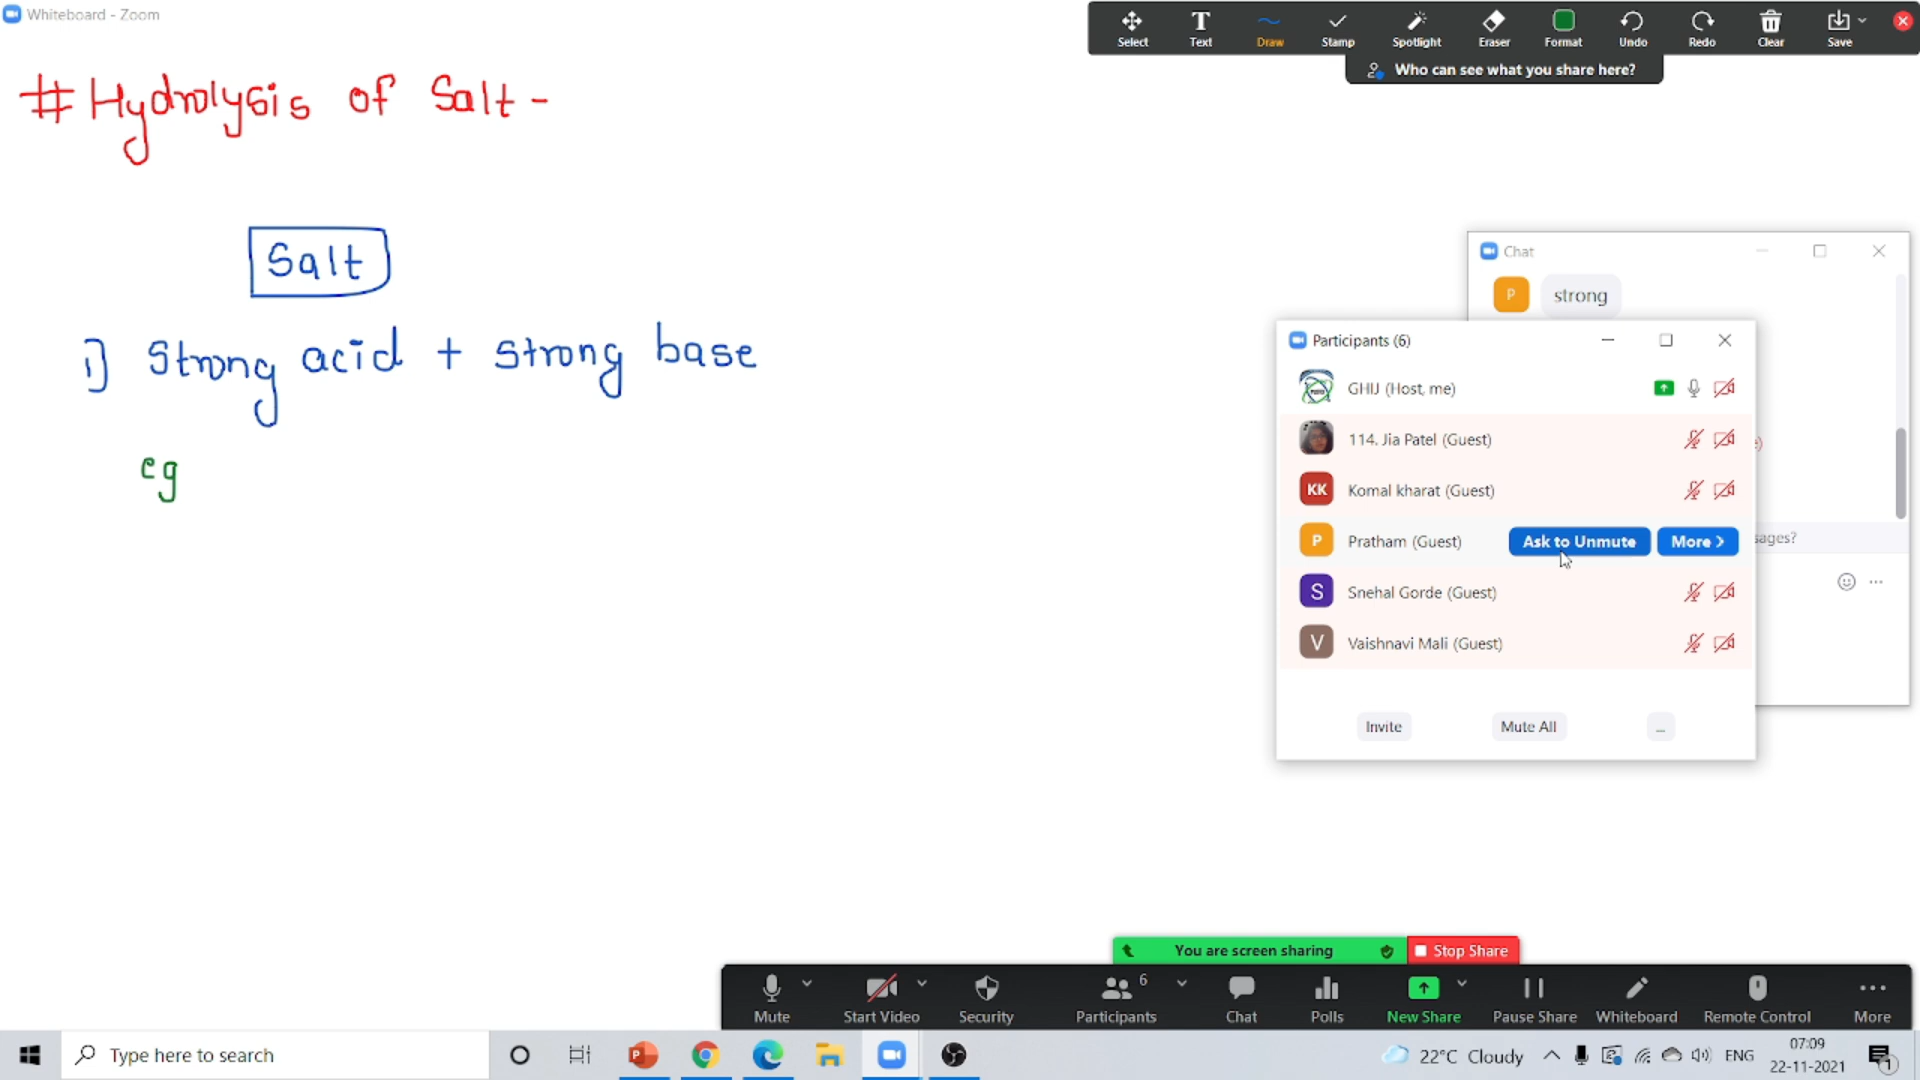 Whiteboard - Zoom
Select Text Draw Stamp Spotlight Eraser Format Undo Redo Clear Save
Who can see what you share here?
# Hydrolysis of Salt -
Salt
i) Strong acid + strong base
eg
Chat
P strong
Participants (6)
GHIJ (Host, me)
114. Jia Patel (Guest)
KK Komal kharat (Guest)
P Pratham (Guest) Ask to Unmute More >
S Snehal Gorde (Guest)
V Vaishnavi Mali (Guest)
Invite Mute All ...
You are screen sharing Stop Share
Mute Start Video Security Participants 6 Chat Polls New Share Pause Share Whiteboard Remote Control More
Type here to search
22°C Cloudy ENG 07:09
22-11-2021 1